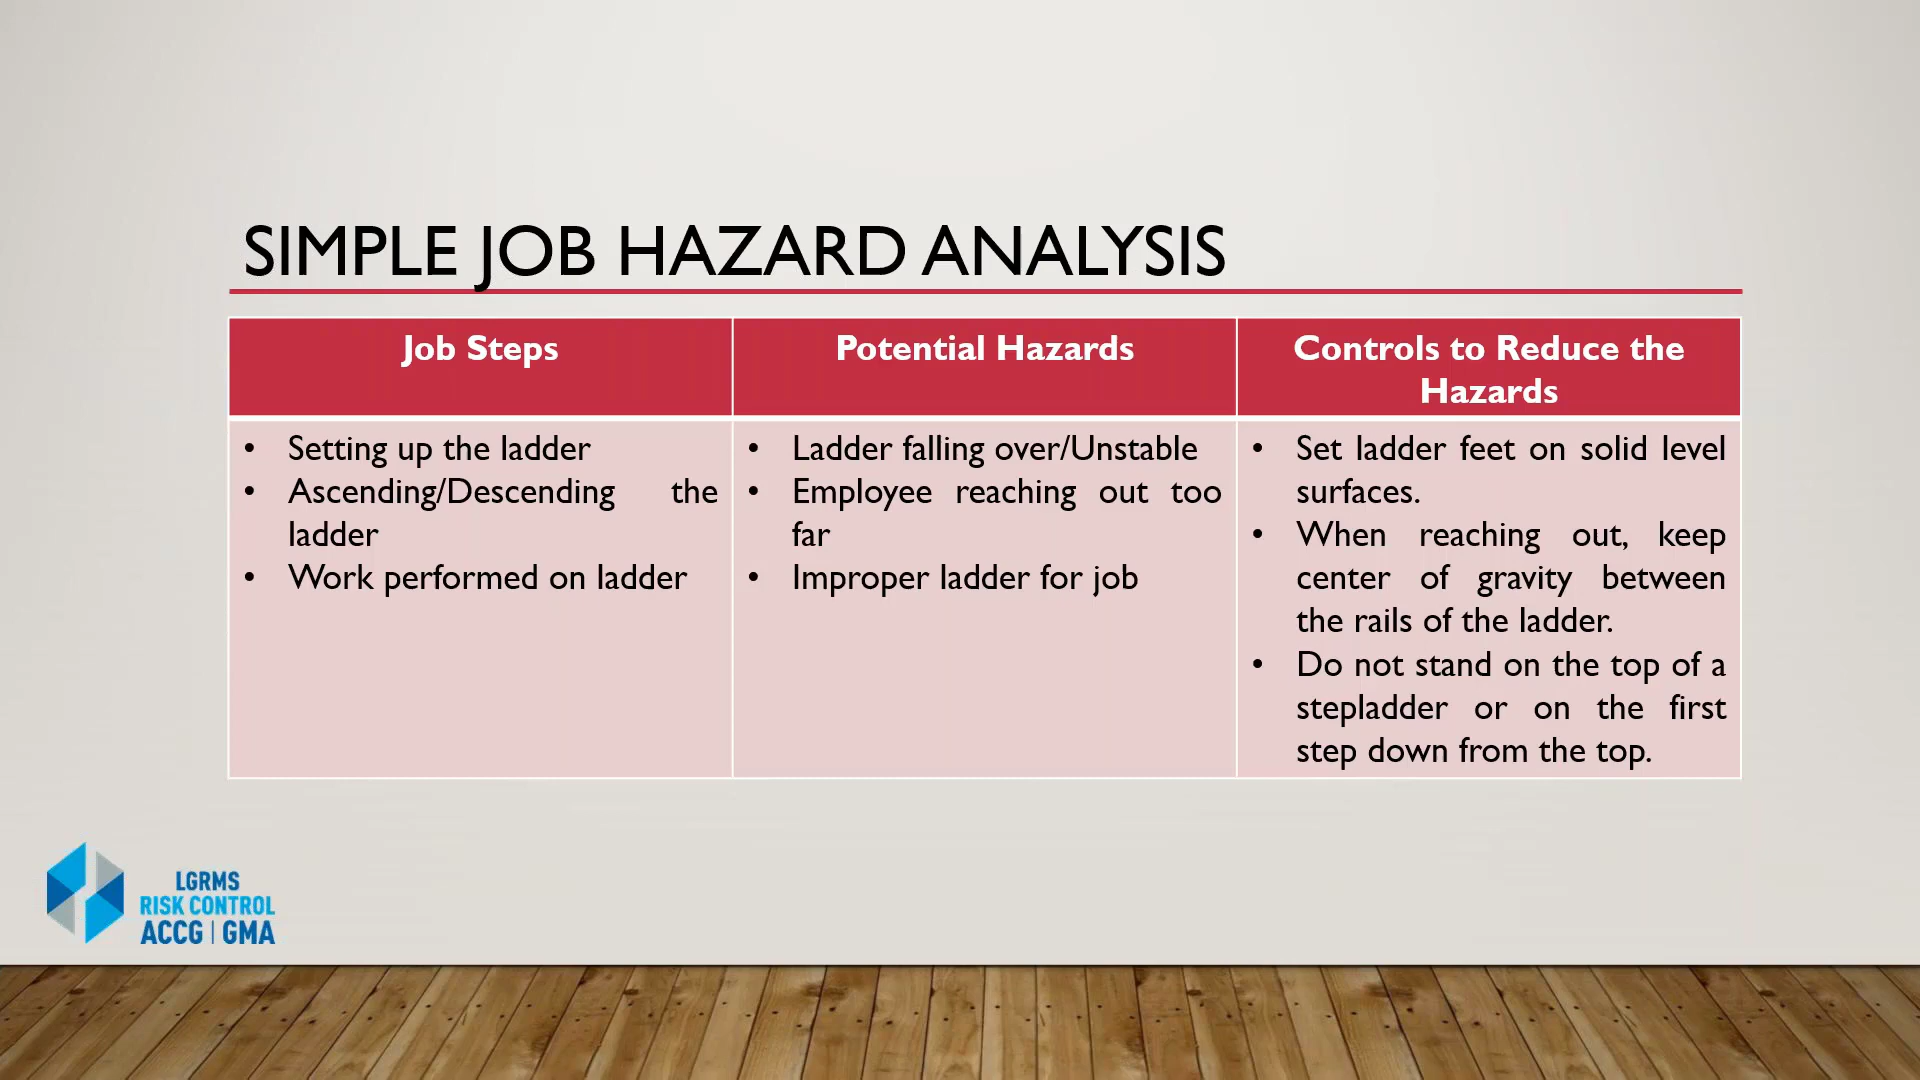 SIMPLE JOB HAZARD ANALYSIS
Job Steps
Potential Hazards
Controls to Reduce the
Hazards
• Setting up the ladder
• Ascending/Descending the
ladder
• Work performed on ladder
• Ladder falling over/Unstable
• Employee reaching out too
far
• Improper ladder for job
• Set ladder feet on solid level
surfaces.
• When reaching out, keep
center of gravity between
the rails of the ladder.
• Do not stand on the top of a
stepladder or on the first
step down from the top.
LGRMS
RISK CONTROL
ACCG | GMA